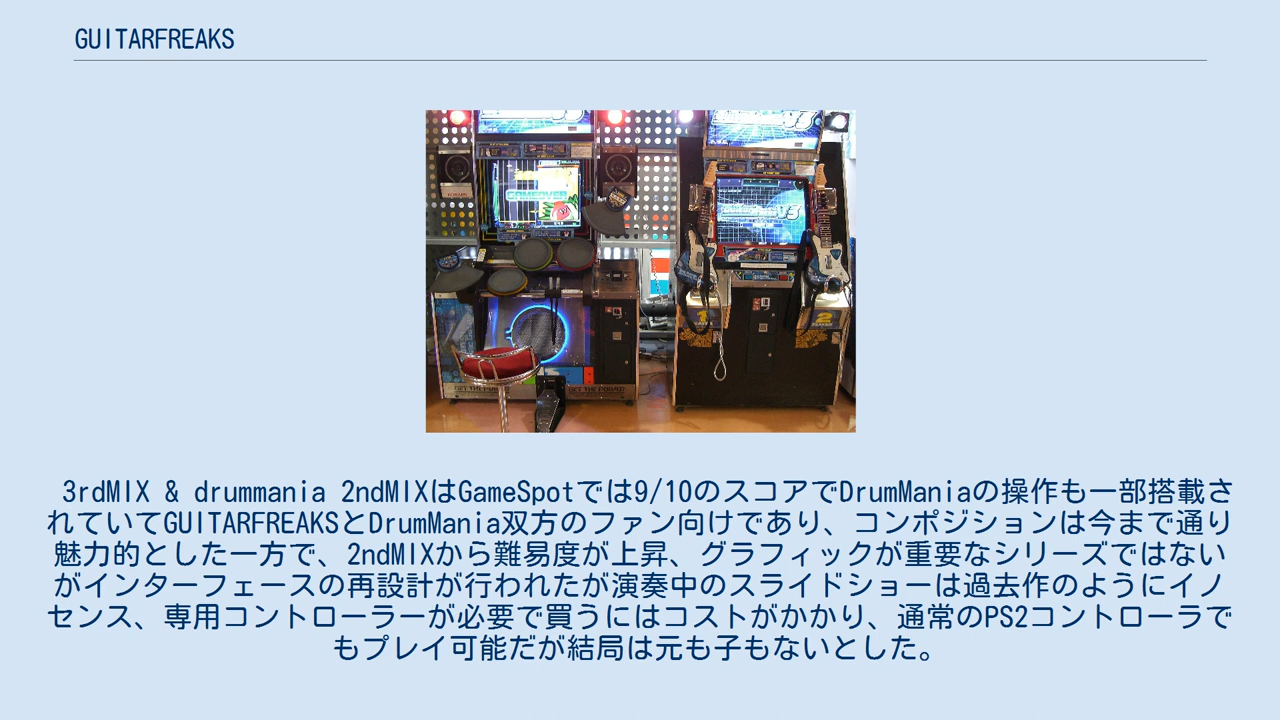 GUITARFREAKS
GAMEOVER
V3
1
2
3rdMIX & drummania 2ndMIXはGameSpotでは9/10のスコアでDrumManiaの操作も一部搭載さ
れていてGUITARFREAKSとDrumMania双方のファン向けであり、コンポジションは今まで通り
魅力的とした一方で、2ndMIXから難易度が上昇、グラフィックが重要なシリーズではない
がインターフェースの再設計が行われたが演奏中のスライドショーは過去作のようにイノ
センス、専用コントローラーが必要で買うにはコストがかかり、通常のPS2コントローラで
もプレイ可能だが結局は元も子もないとした。